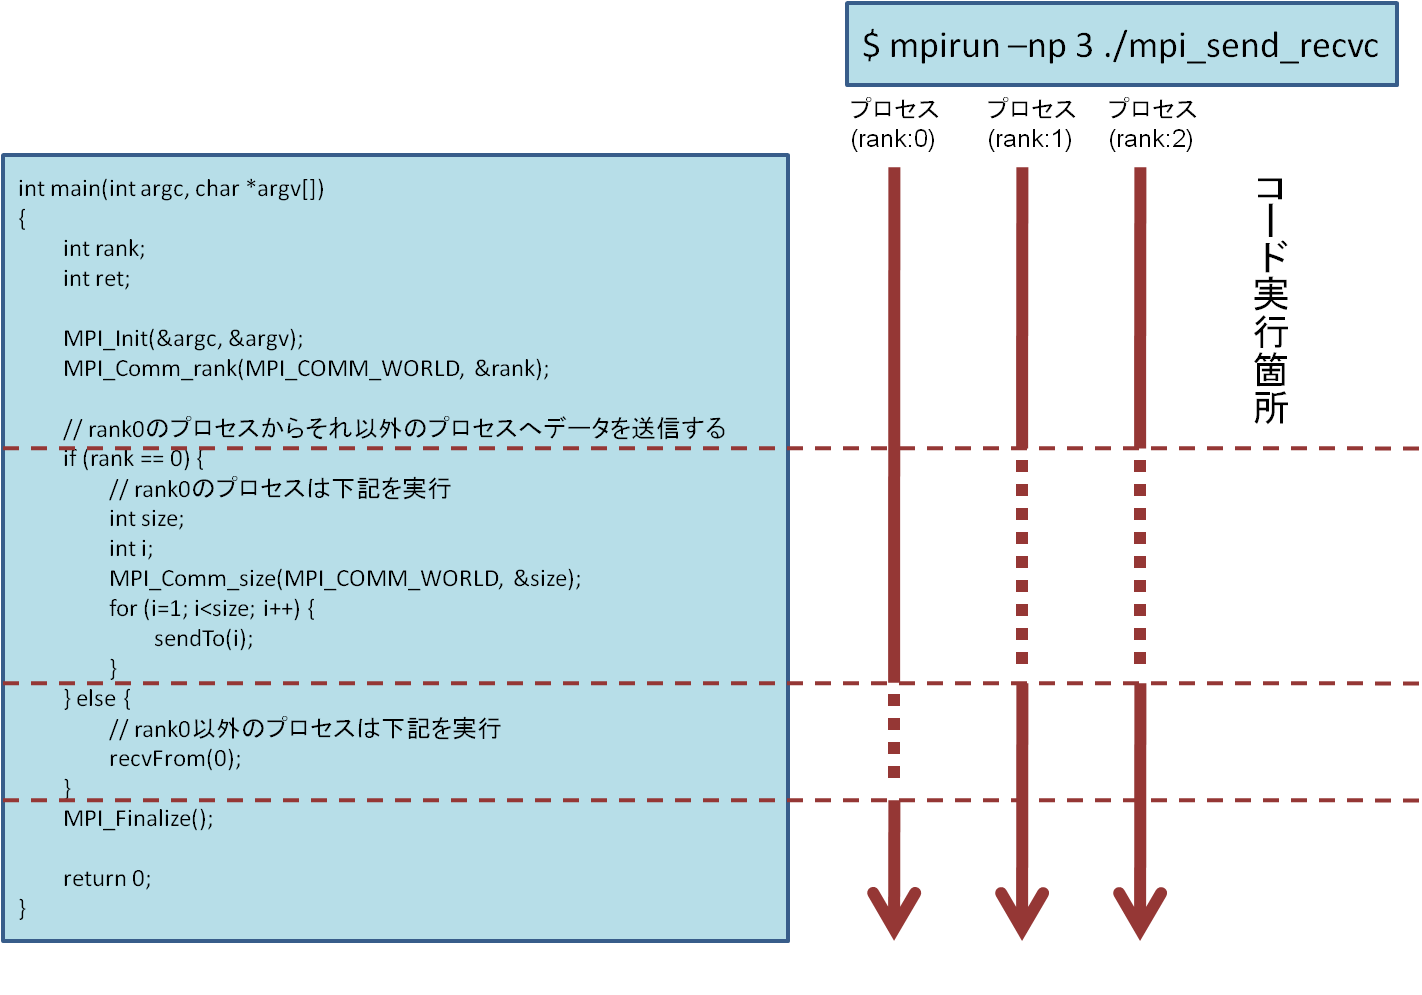 $ mpirun –np 3 ./mpi_send_recvc
プロセス
(rank:0)
プロセス
(rank:1)
プロセス
(rank:2)
コード実行箇所
int main(int argc, char *argv[])
{
int rank;
int ret;
MPI_Init(&argc, &argv);
MPI_Comm_rank(MPI_COMM_WORLD, &rank);
// rank0のプロセスからそれ以外のプロセスへデータを送信する
if (rank == 0) {
// rank0のプロセスは下記を実行
int size;
int i;
MPI_Comm_size(MPI_COMM_WORLD, &size);
for (i=1; i<size; i++) {
sendTo(i);
}
} else {
// rank0以外のプロセスは下記を実行
recvFrom(0);
}
MPI_Finalize();
return 0;
}